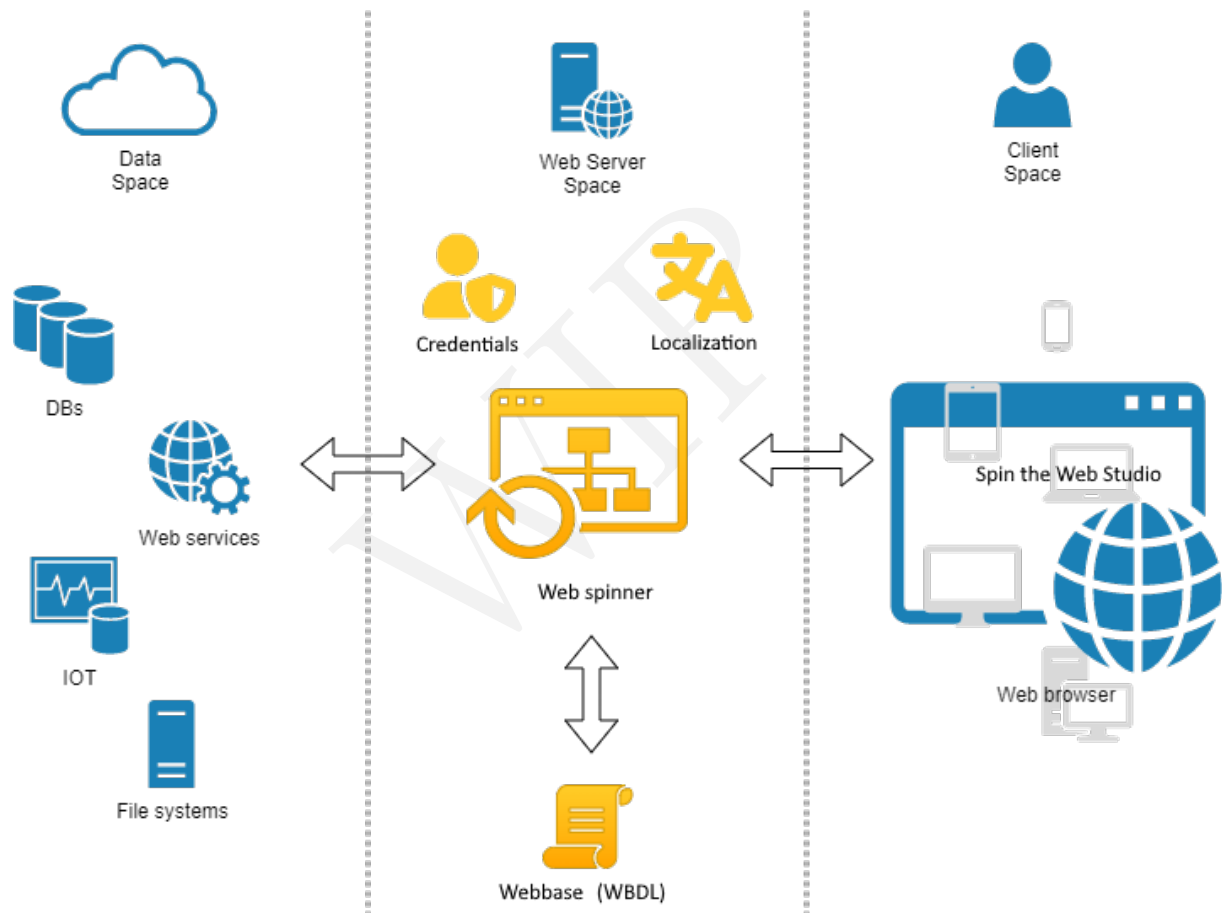 Data
Space
Web Server
Space
Client
Space
Credentials
Localization
DBs
Web services
IOT
File systems
Web spinner
Webbase (WBDL)
Spin the Web Studio
Web browser
WIP